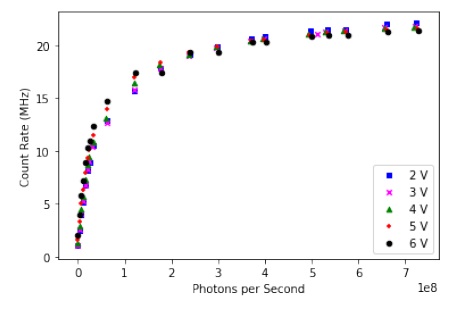 Count Rate (MHz)
20
15
10
5
0
2 V
3 V
4 V
5 V
6 V
0 1 2 3 4 5 6 7
1e8
Photons per Second